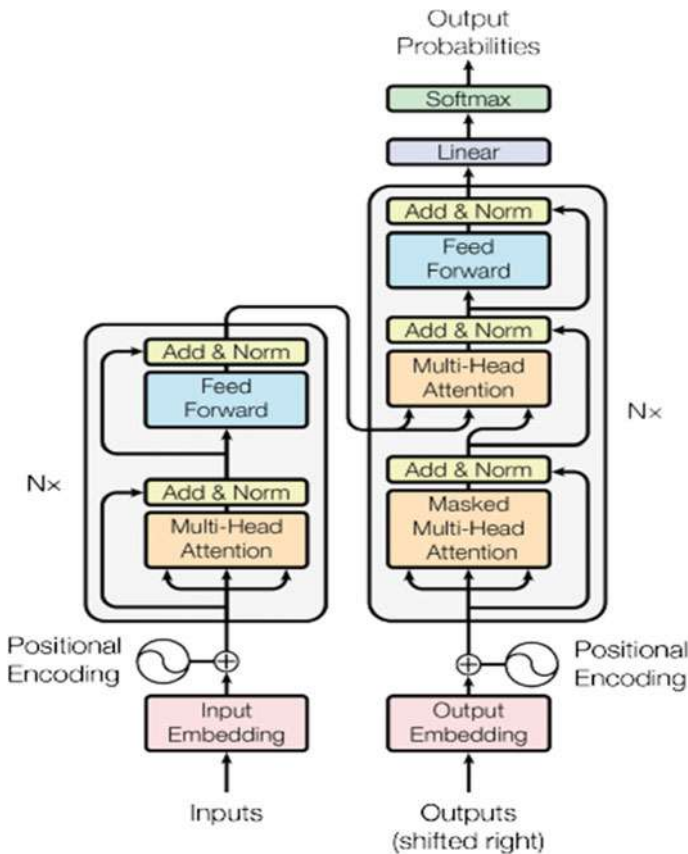 Output
Probabilities
Softmax
Linear
Add & Norm
Feed
Forward
Add & Norm
Multi-Head
Attention
Nx
Add & Norm
Masked
Multi-Head
Attention
Positional
Encoding
Output
Embedding
Outputs
(shifted right)
Add & Norm
Feed
Forward
Nx
Add & Norm
Multi-Head
Attention
Positional
Encoding
Input
Embedding
Inputs